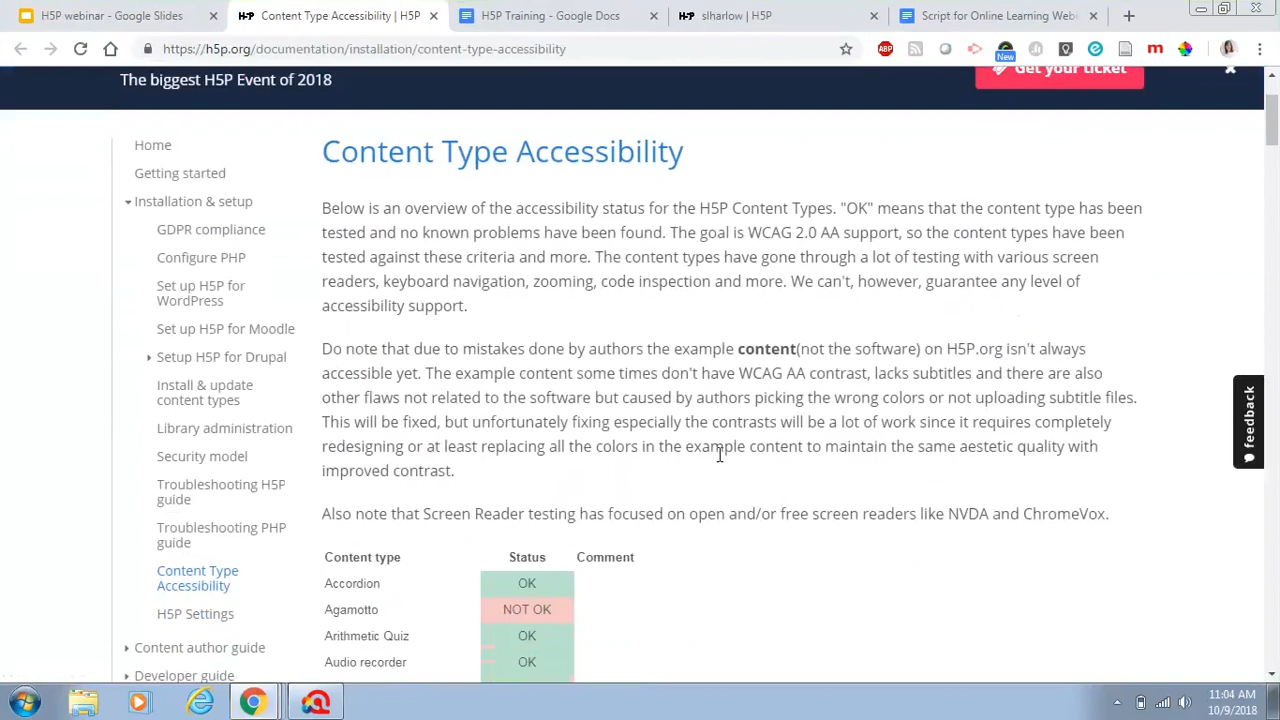 H5P webinar - Google Slides
Content Type Accessibility | H5P
H5P Training - Google Docs
slhslow | H5P
Script for Online Learning Webi
https://h5p.org/documentation/installation/content-type-accessibility
ABP
New
m
The biggest H5P Event of 2018
Get your ticket
Home
Getting started
Installation & setup
GDPR compliance
Configure PHP
Set up H5P for
WordPress
Set up H5P for Moodle
Setup H5P for Drupal
Install & update
content types
Library administration
Security model
Troubleshooting H5P
guide
Troubleshooting PHP
guide
Content Type
Accessibility
H5P Settings
Content author guide
Developer guide
Content Type Accessibility
Below is an overview of the accessibility status for the H5P Content Types. "OK" means that the content type has been
tested and no known problems have been found. The goal is WCAG 2.0 AA support, so the content types have been
tested against these criteria and more. The content types have gone through a lot of testing with various screen
readers, keyboard navigation, zooming, code inspection and more. We can't, however, guarantee any level of
accessibility support.
Do note that due to mistakes done by authors the example content(not the software) on H5P.org isn't always
accessible yet. The example content some times don't have WCAG AA contrast, lacks subtitles and there are also
other flaws not related to the software but caused by authors picking the wrong colors or not uploading subtitle files.
This will be fixed, but unfortunately fixing especially the contrasts will be a lot of work since it requires completely
redesigning or at least replacing all the colors in the example content to maintain the same aestetic quality with
improved contrast.
Also note that Screen Reader testing has focused on open and/or free screen readers like NVDA and ChromeVox.
Content type Status Comment
Accordion OK
Agamotto NOT OK
Arithmetic Quiz OK
Audio recorder OK
feedback
11:04 AM
10/9/2018